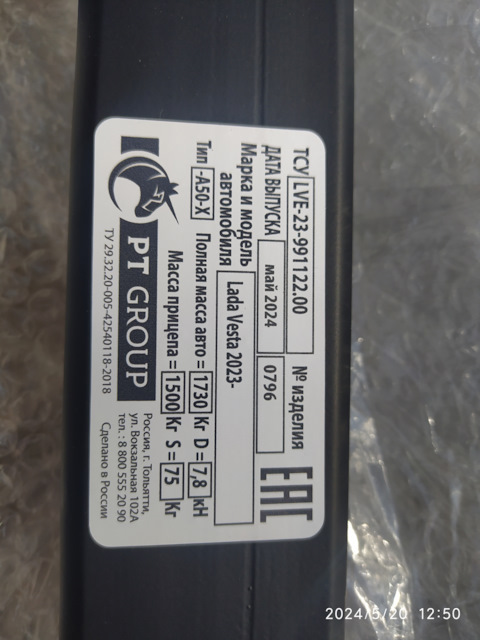 ТСУ LVE-23-991122.00 № изделия
ДАТА ВЫПУСКА май 2024 0796
Марка и модель
автомобиля Lada Vesta 2023-
Тип -A50-X Полная масса авто = 1730 Кг D = 7,8 кН
Масса прицепа = 1500 Кг S = 75 Кг
EAC
PT GROUP
Россия, г. Тольятти,
ул. Вокзальная 102А
тел.: 8 800 555 20 90
ТУ 29.32.20-005-42540118-2018 Сделано в России
2024/5/20 12:50